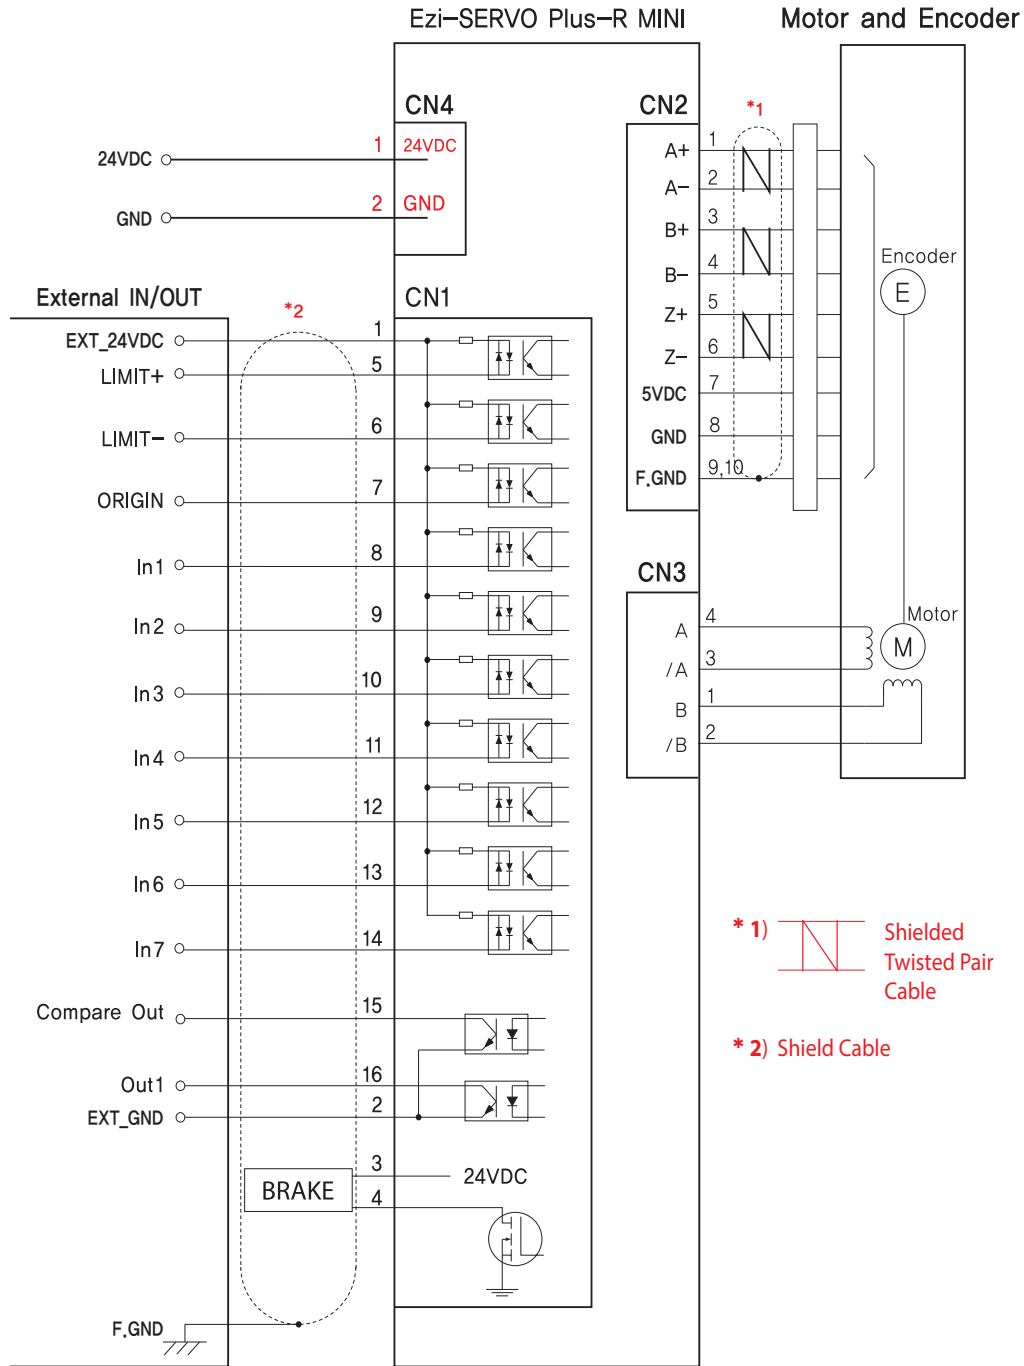 Ezi-SERVO Plus-R MINI
Motor and Encoder
CN4
1 24VDC
24VDC
2 GND
GND
CN2
*1
A+ 1
A- 2
B+ 3
B- 4
Z+ 5
Z- 6
5VDC 7
GND 8
F.GND 9,10
Encoder
E
External IN/OUT
*2
CN1
EXT_24VDC 1
LIMIT+ 5
LIMIT- 6
ORIGIN 7
In1 8
In2 9
In3 10
In4 11
In5 12
In6 13
In7 14
Compare Out 15
Out1 16
EXT_GND 2
BRAKE
3 24VDC
4
F.GND
CN3
A 4
/A 3
B 1
/B 2
Motor
M
* 1) Shielded
Twisted Pair
Cable
* 2) Shield Cable